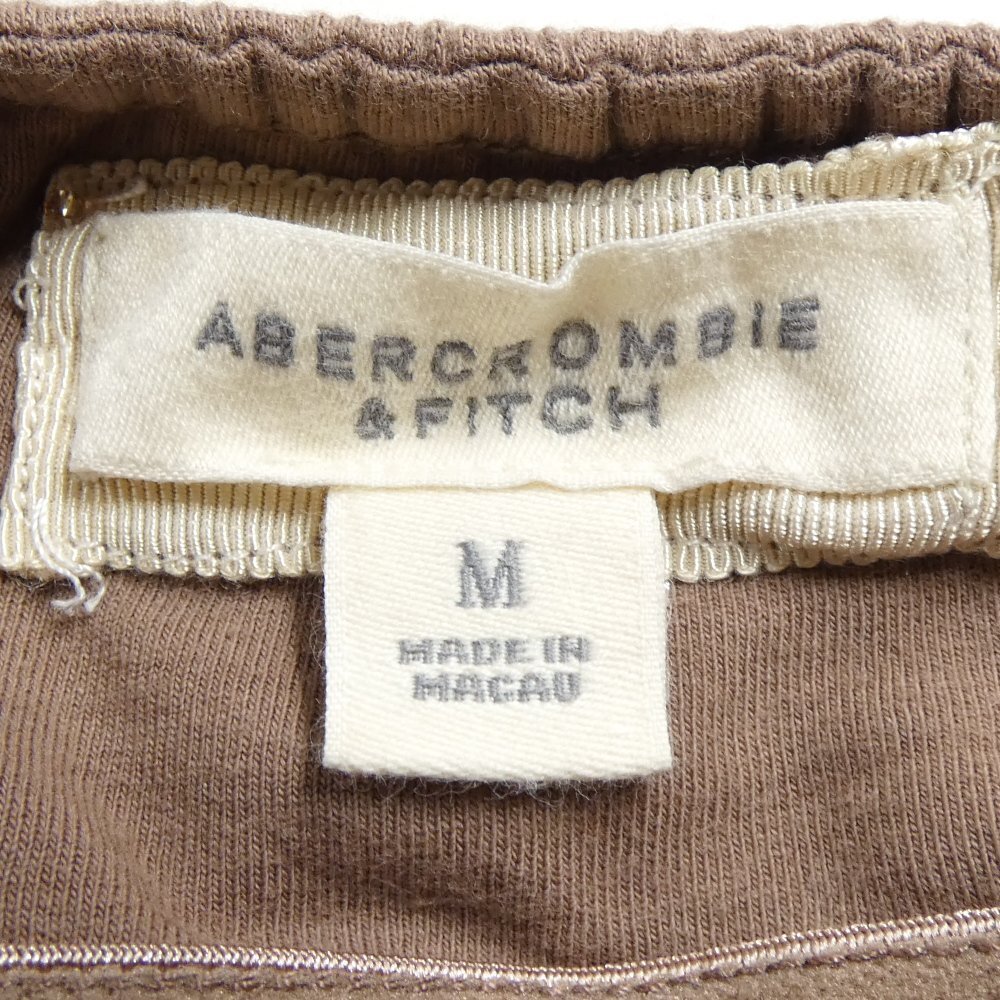 ABERCROMBIE
& FITCH
M
MADE IN
MACAU